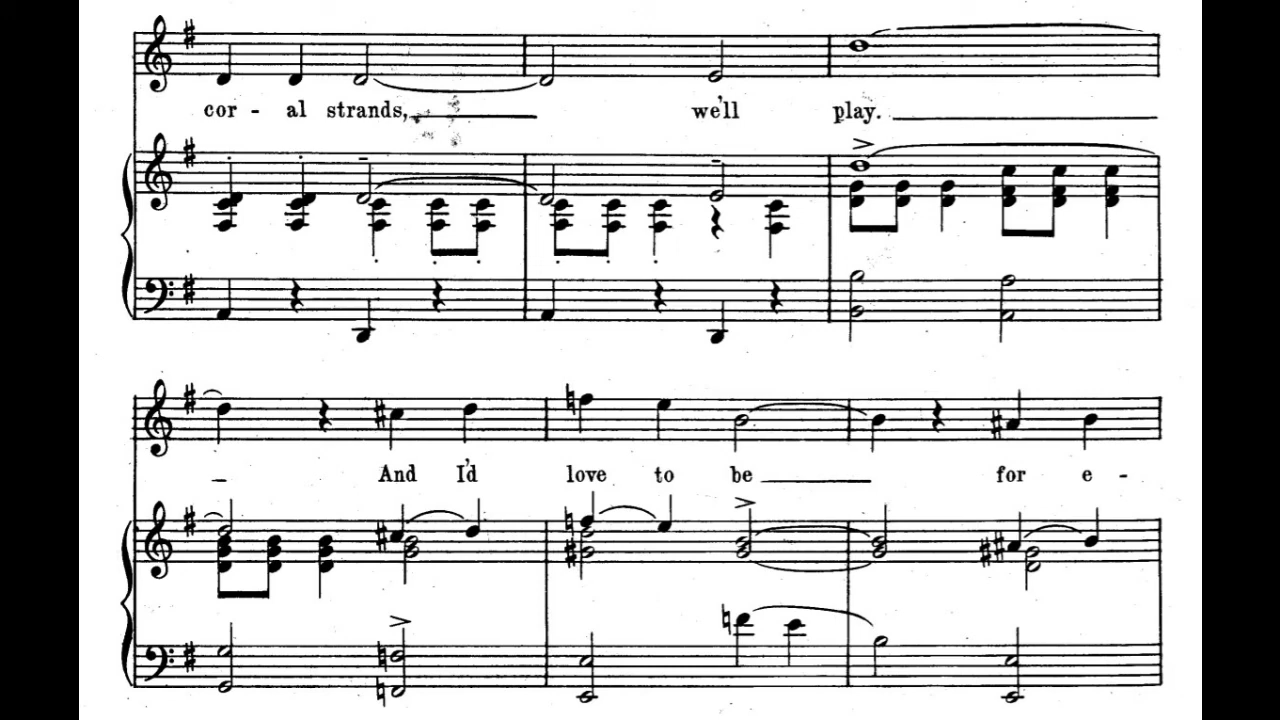 cor - al strands, we'll play.
And I'd love to be for e -